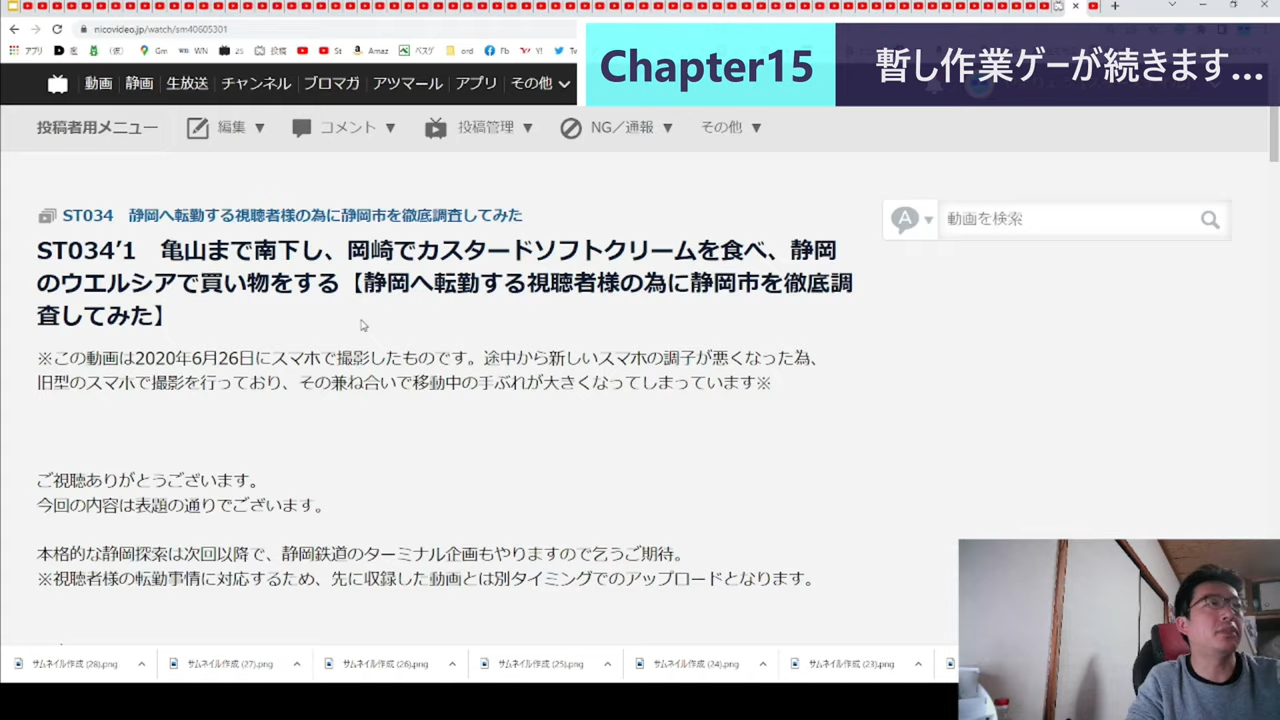 nicovideo.jp/watch/sm40605301
アプリ
(仮)
Gm
WN
25
投稿
St
Amaz
ベスゲ
ord
Fb
Y!
Tw
Chapter15
暫し作業ゲーが続きます...
動画
静画
生放送
チャンネル
ブロマガ
アツマール
アプリ
その他
投稿者用メニュー
編集 ▼
コメント ▼
投稿管理 ▼
NG／通報 ▼
その他 ▼
ST034　静岡へ転勤する視聴者様の為に静岡市を徹底調査してみた
動画を検索
ST034’1　亀山まで南下し、岡崎でカスタードソフトクリームを食べ、静岡
のウエルシアで買い物をする【静岡へ転勤する視聴者様の為に静岡市を徹底調
査してみた】
※この動画は2020年6月26日にスマホで撮影したものです。途中から新しいスマホの調子が悪くなった為、
旧型のスマホで撮影を行っており、その兼ね合いで移動中の手ぶれが大きくなってしまっています※
ご視聴ありがとうございます。
今回の内容は表題の通りでございます。
本格的な静岡探索は次回以降で、静岡鉄道のターミナル企画もやりますので乞うご期待。
※視聴者様の転勤事情に対応するため、先に収録した動画とは別タイミングでのアップロードとなります。
サムネイル作成 (28).png
サムネイル作成 (27).png
サムネイル作成 (26).png
サムネイル作成 (25).png
サムネイル作成 (24).png
サムネイル作成 (23).png